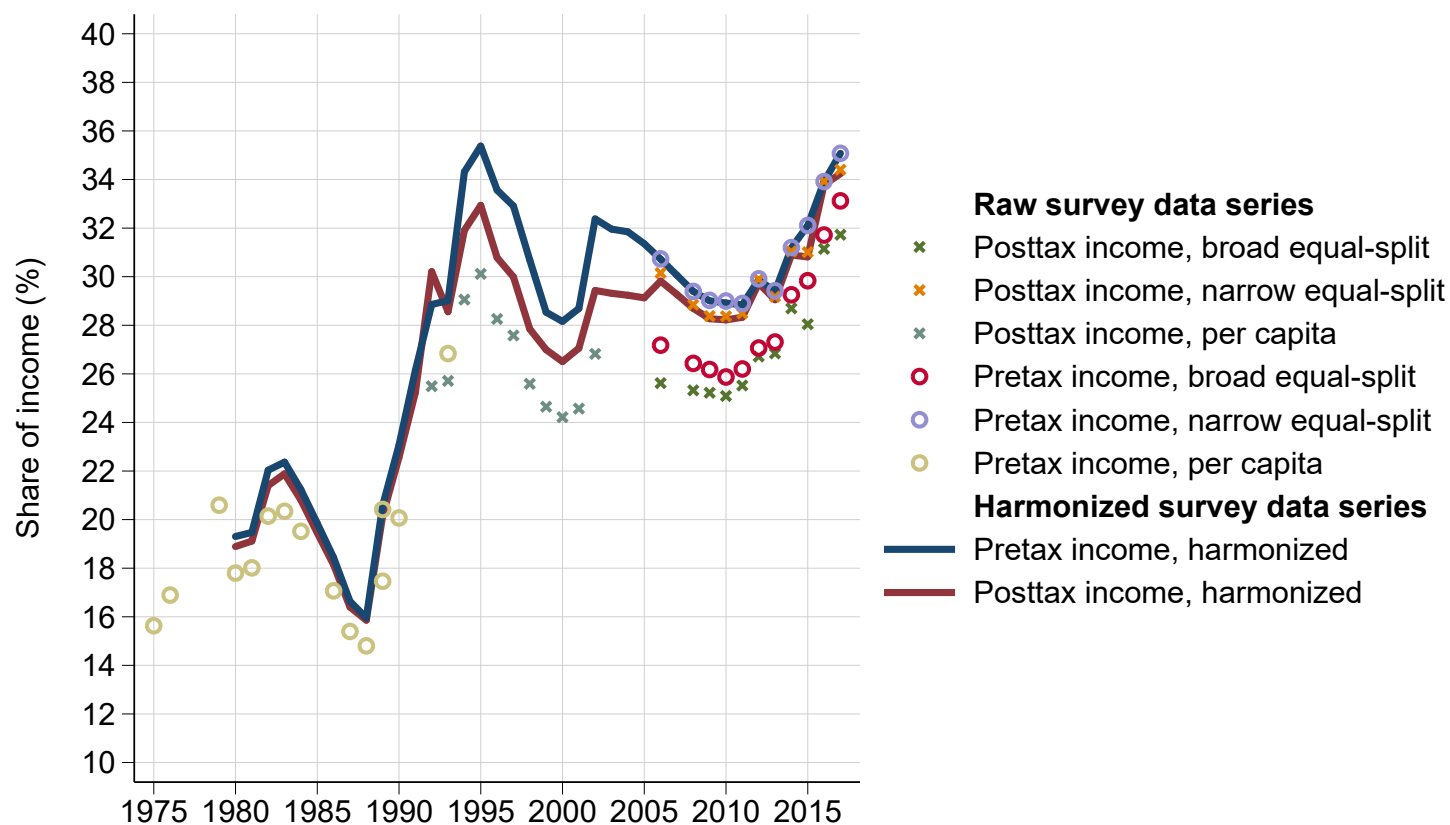 40
38
36
34
32
30
28
26
24
22
20
18
16
14
12
10
Share of income (%)
1975 1980 1985 1990 1995 2000 2005 2010 2015
Raw survey data series
Posttax income, broad equal-split
Posttax income, narrow equal-split
Posttax income, per capita
Pretax income, broad equal-split
Pretax income, narrow equal-split
Pretax income, per capita
Harmonized survey data series
Pretax income, harmonized
Posttax income, harmonized